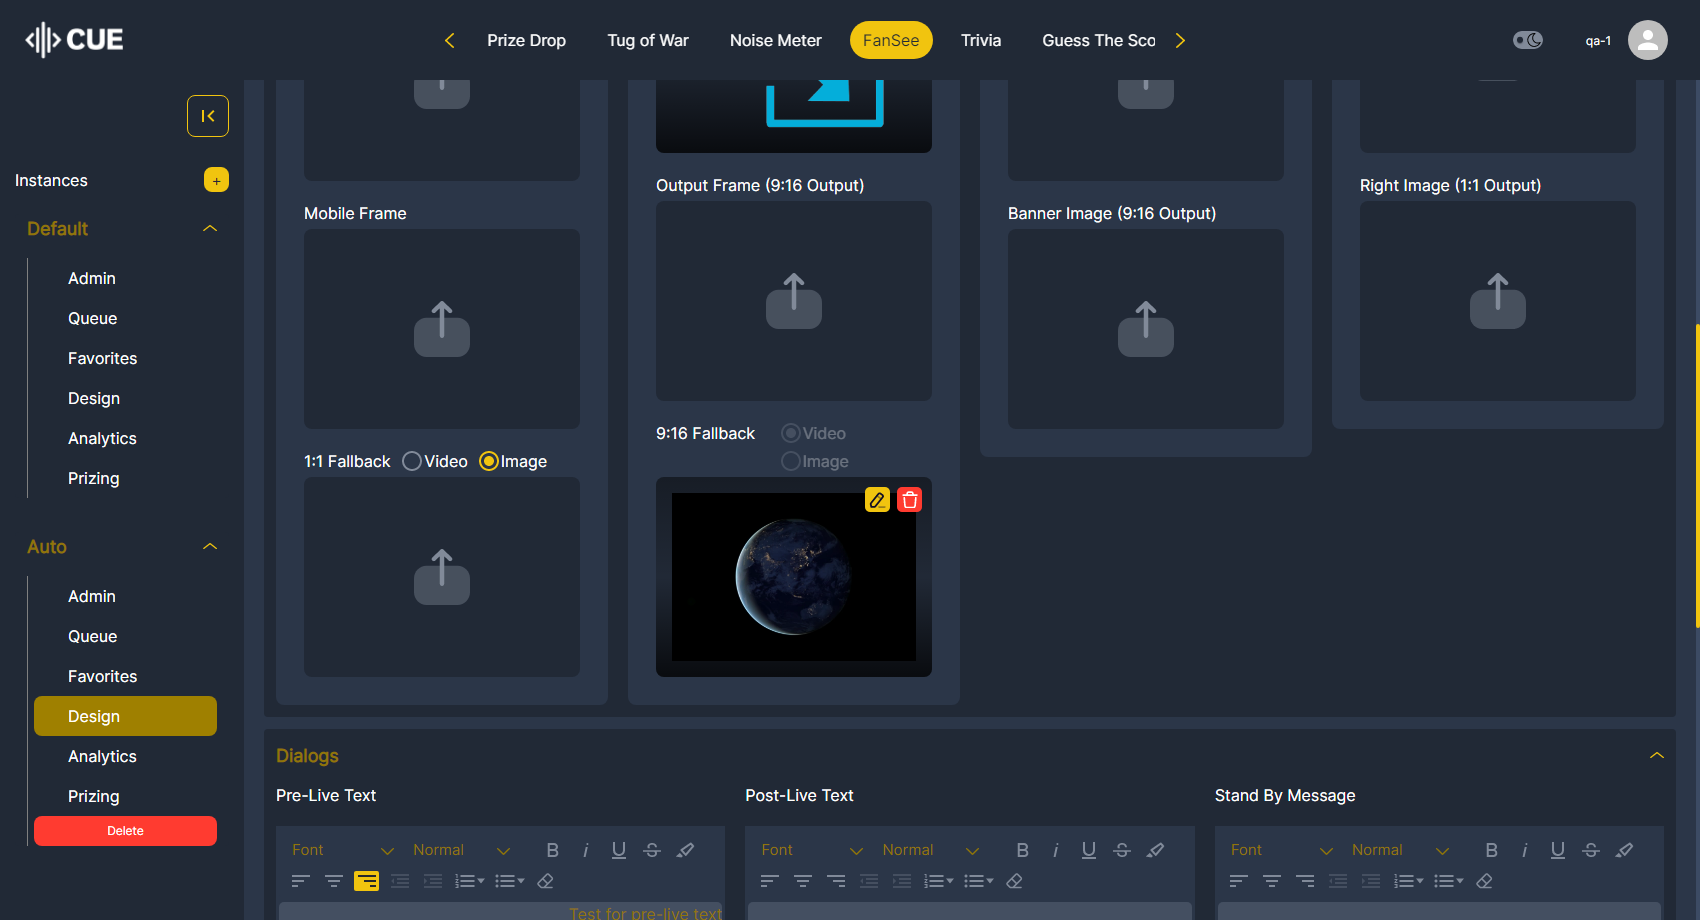 CUE
Prize Drop
Tug of War
Noise Meter
FanSee
Trivia
Guess The Sco
qa-1
Instances
+
Default
Admin
Queue
Favorites
Design
Analytics
Prizing
Auto
Admin
Queue
Favorites
Design
Analytics
Prizing
Delete
Mobile Frame
1:1 Fallback Video Image
Output Frame (9:16 Output)
9:16 Fallback Video
Image
Banner Image (9:16 Output)
Right Image (1:1 Output)
Dialogs
Pre-Live Text
Font Normal B i U S
Test for pre-live text
Post-Live Text
Font Normal B i U S
Stand By Message
Font Normal B i U S